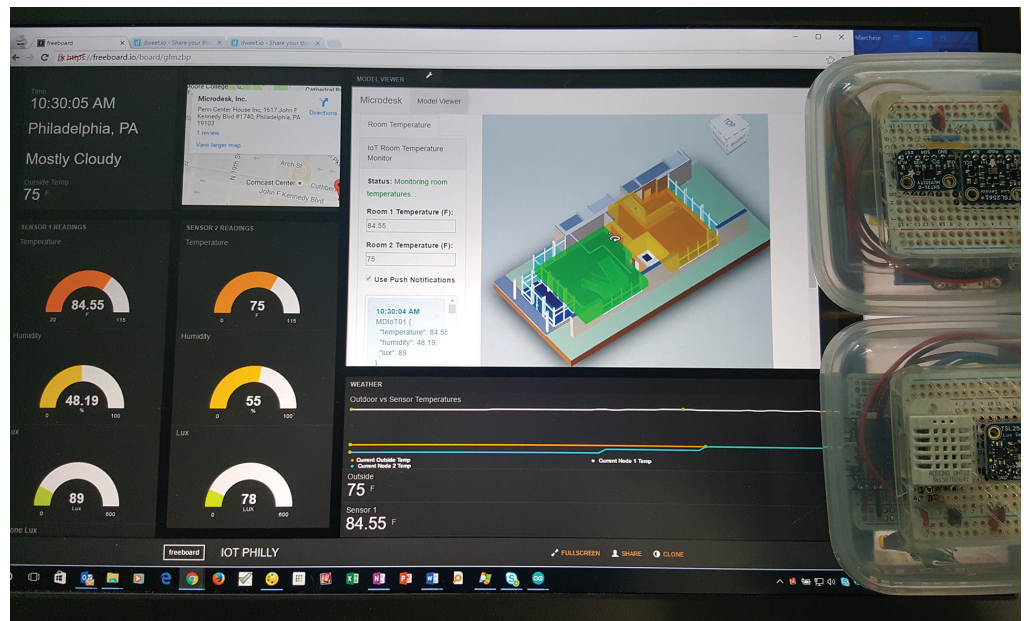 freeboard
dweet.io - Share your thi
dweet.io - Share your thi
Marchese
https://freeboard.io/board/gfmzbp
Time
10:30:05 AM
Philadelphia, PA
Mostly Cloudy
Outside Temp
75 F
Microdesk, Inc.
Penn Center House Inc, 1617 John F
Kennedy Blvd #1740, Philadelphia, PA
19103
1 review
View larger map
Directions
N 19th St
Arch St
Comcast Center
Cuthber
John F Kennedy Blvd
SENSOR 1 READINGS
Temperature
84.55
F
20
115
Humidity
48.19
%
0
100
ux
89
Lux
0
600
one Lux
SENSOR 2 READINGS
Temperature
75
F
0
115
Humidity
55
%
0
100
Lux
78
LUX
0
600
MODEL VIEWER
Microdesk
Model Viewer
Room Temperature
IoT Room Temperature
Monitor
Status: Monitoring room
temperatures...
Room 1 Temperature (F):
84.55
Room 2 Temperature (F):
75
Use Push Notifications
10:30:04 AM
MDIoT01 {
"temperature": 84.55
"humidity": 48.19,
"lux": 89
}
TOP
WEATHER
Outdoor vs Sensor Temperatures
Current Outside Temp
Current Node 2 Temp
Current Node 1 Temp
Outside
75 F
Sensor 1
84.55 F
freeboard
IOT PHILLY
FULLSCREEN
SHARE
CLONE
TSL2561